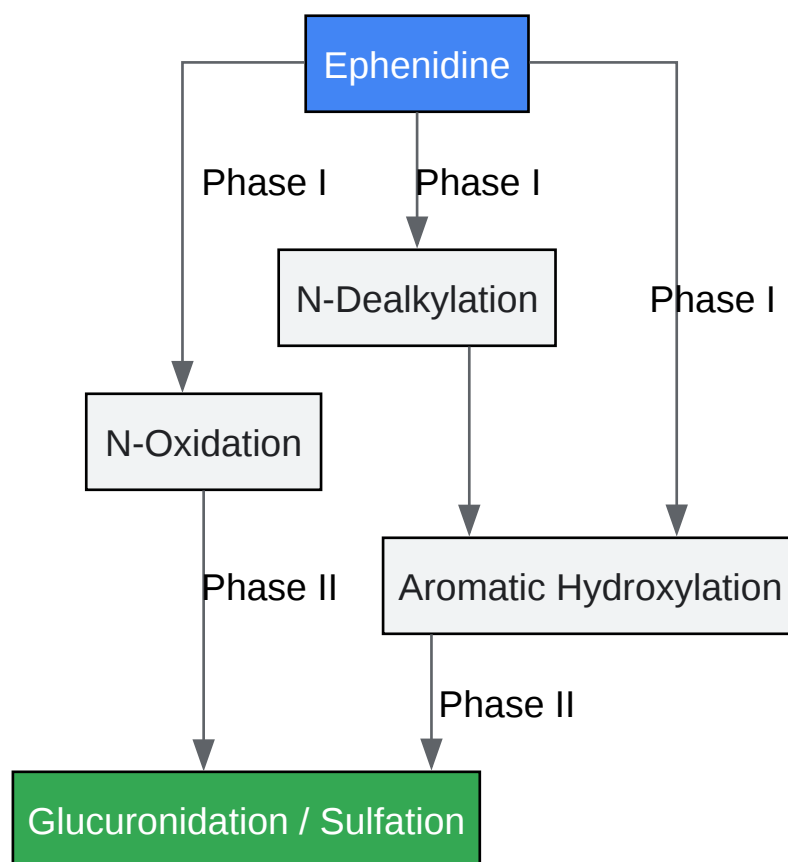 Ephenidine
Phase I
Phase I
N-Dealkylation
Phase I
N-Oxidation
Phase II
Aromatic Hydroxylation
Phase II
Glucuronidation / Sulfation